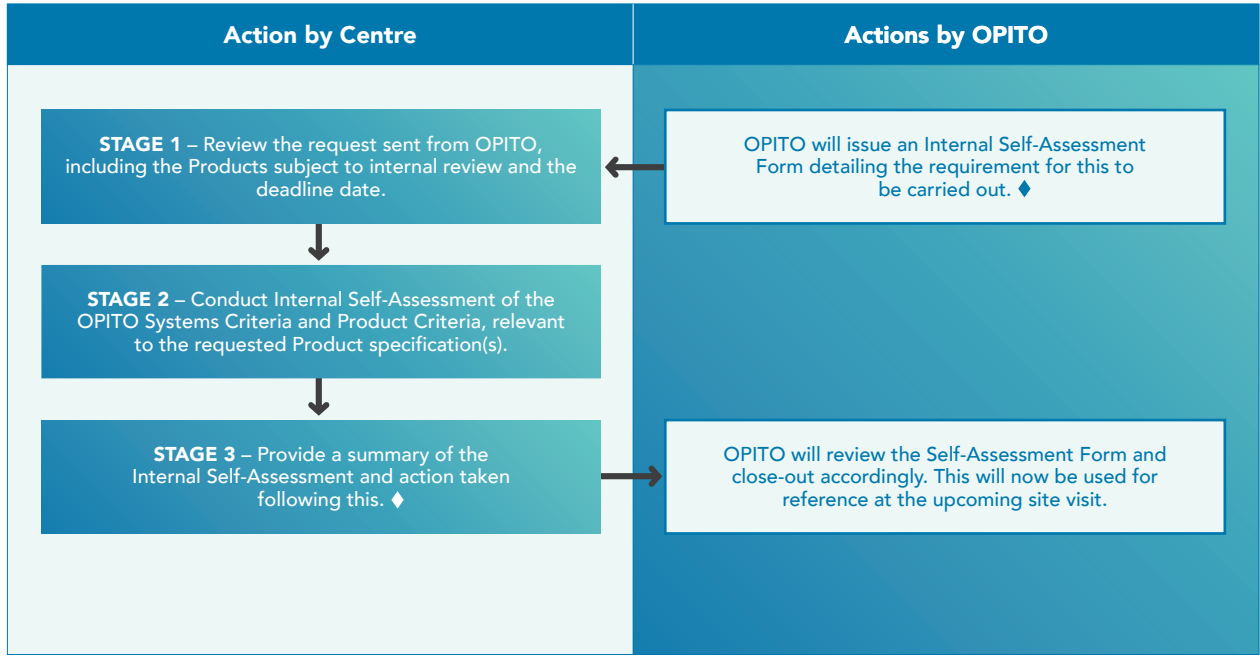 Action by Centre
Actions by OPITO
STAGE 1 – Review the request sent from OPITO,
including the Products subject to internal review and the
deadline date.
OPITO will issue an Internal Self-Assessment
Form detailing the requirement for this to
be carried out. ♦
STAGE 2 – Conduct Internal Self-Assessment of the
OPITO Systems Criteria and Product Criteria, relevant
to the requested Product specification(s).
STAGE 3 – Provide a summary of the
Internal Self-Assessment and action taken
following this. ♦
OPITO will review the Self-Assessment Form and
close-out accordingly. This will now be used for
reference at the upcoming site visit.